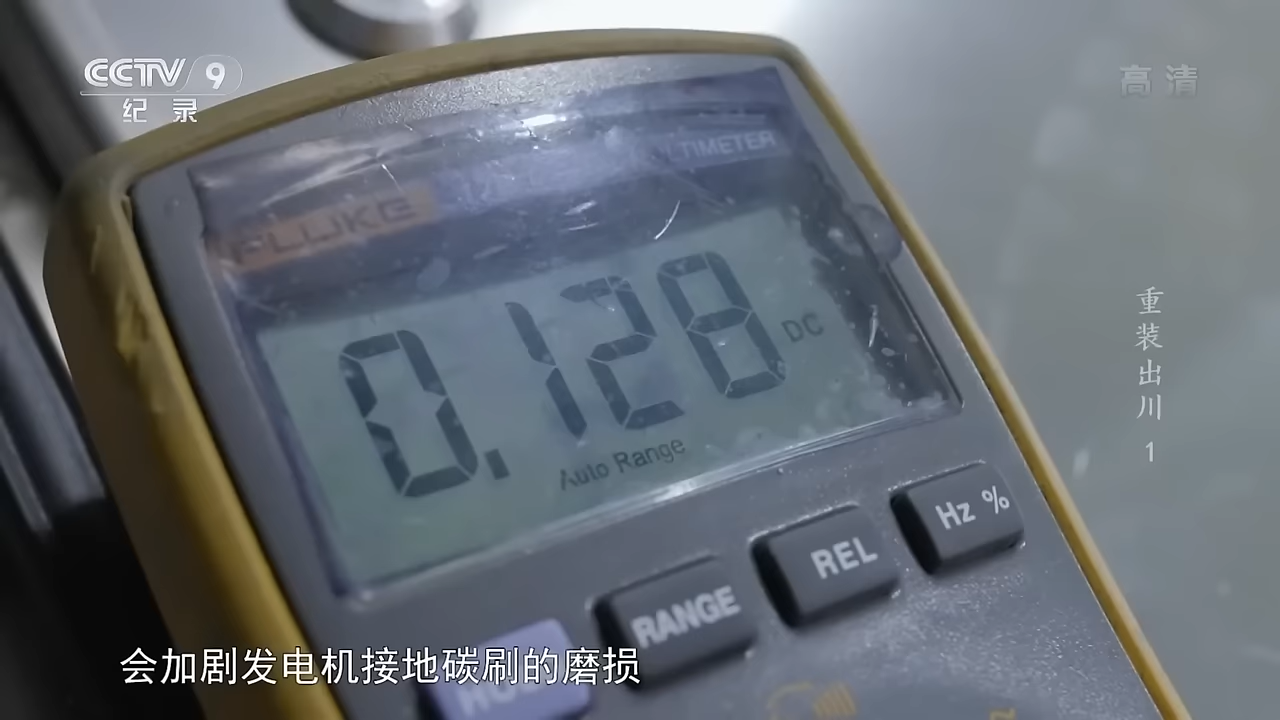 CCTV 9
纪录
高清
MULTIMETER
FLUKE
0.128
DC
Auto Range
重装出川 1
Hz %
REL
RANGE
会加剧发电机接地碳刷的磨损